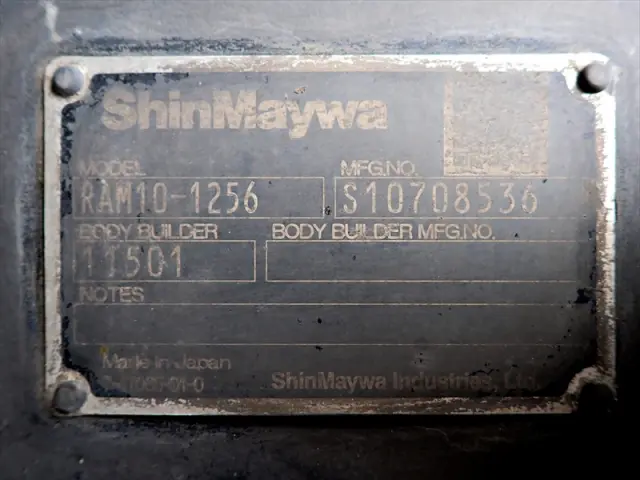 ShinMaywa
MODEL MFG.NO.
RAM10-1256 S10708536
BODY BUILDER BODY BUILDER MFG.NO.
11501
NOTES
Made in Japan
ShinMaywa Industries, Ltd.